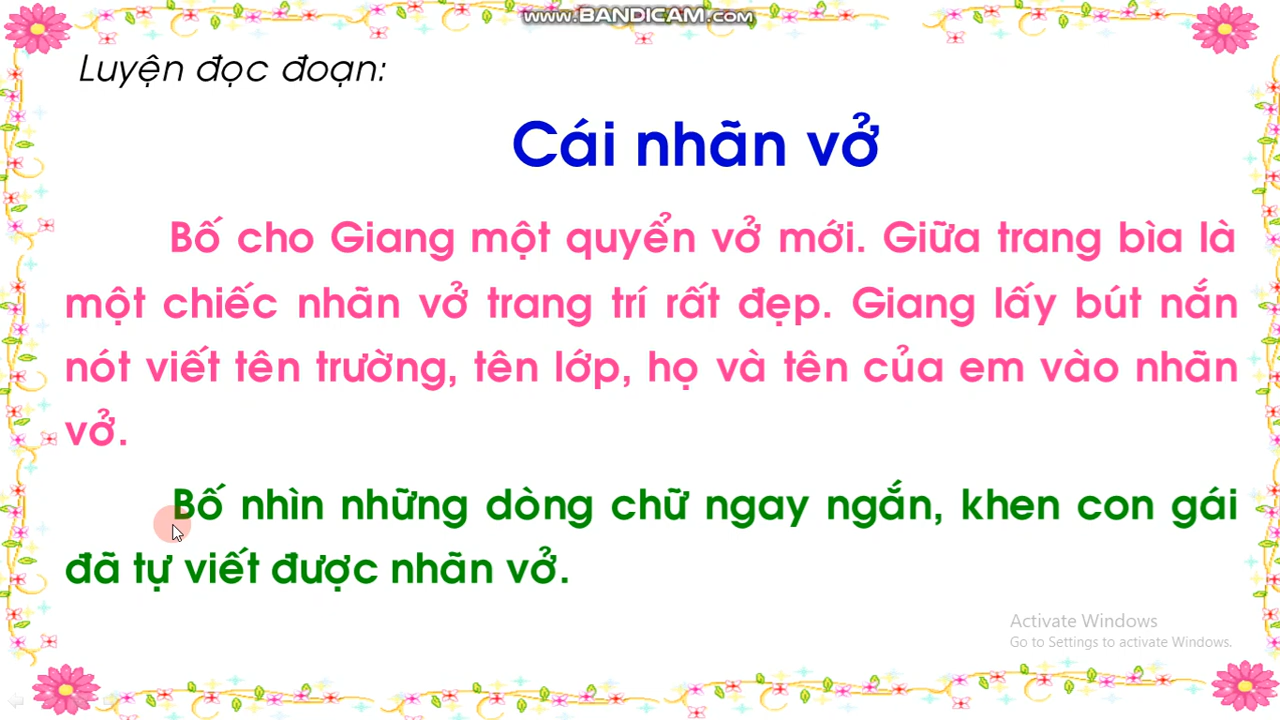 www.BANDICAM.com
Luyện đọc đoạn:
Cái nhãn vở
Bố cho Giang một quyển vở mới. Giữa trang bìa là
một chiếc nhãn vở trang trí rất đẹp. Giang lấy bút nắn
nót viết tên trường, tên lớp, họ và tên của em vào nhãn
vở.
Bố nhìn những dòng chữ ngay ngắn, khen con gái
đã tự viết được nhãn vở.
Activate Windows
Go to Settings to activate Windows.